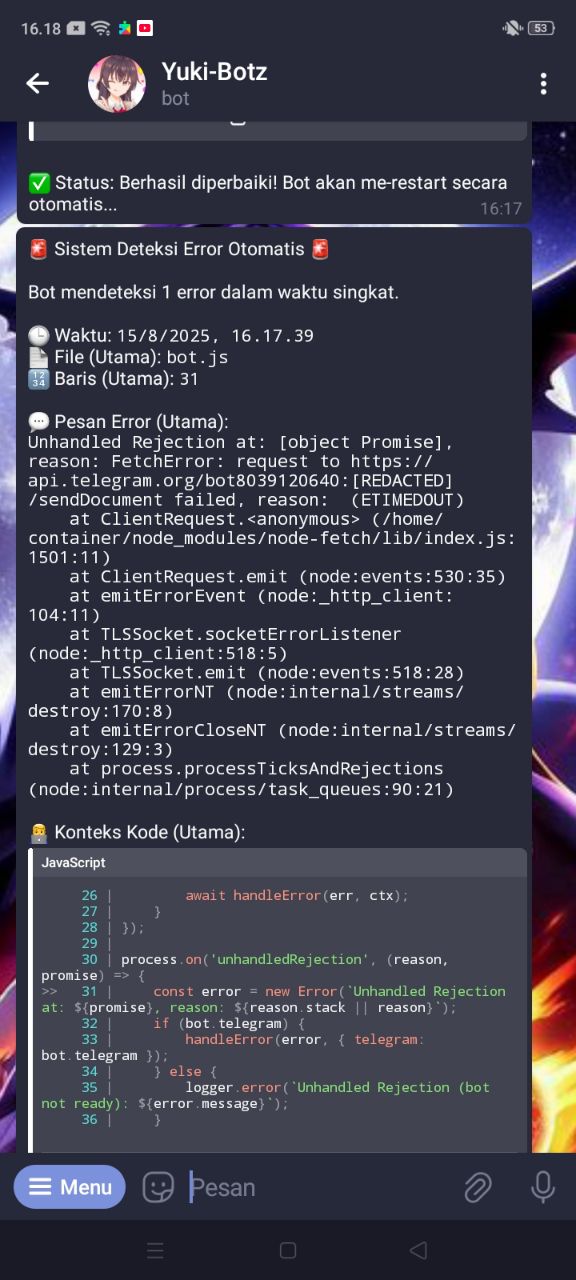 16.18
53
Yuki-Botz
bot
✅ Status: Berhasil diperbaiki! Bot akan me-restart secara
otomatis...
16:17
🚨 Sistem Deteksi Error Otomatis 🚨
Bot mendeteksi 1 error dalam waktu singkat.
🕒 Waktu: 15/8/2025, 16.17.39
📄 File (Utama): bot.js
🔢 Baris (Utama): 31
💬 Pesan Error (Utama):
Unhandled Rejection at: [object Promise],
reason: FetchError: request to https://
api.telegram.org/bot8039120640:[REDACTED]
/sendDocument failed, reason:  (ETIMEDOUT)
    at ClientRequest.<anonymous> (/home/
container/node_modules/node-fetch/lib/index.js:
1501:11)
    at ClientRequest.emit (node:events:530:35)
    at emitErrorEvent (node:_http_client:
104:11)
    at TLSSocket.socketErrorListener
(node:_http_client:518:5)
    at TLSSocket.emit (node:events:518:28)
    at emitErrorNT (node:internal/streams/
destroy:170:8)
    at emitErrorCloseNT (node:internal/streams/
destroy:129:3)
    at process.processTicksAndRejections
(node:internal/process/task_queues:90:21)
👨‍💻 Konteks Kode (Utama):
JavaScript
26 |         await handleError(err, ctx);
27 |     }
28 | });
29 |
30 | process.on('unhandledRejection', (reason,
promise) => {
>>   31 |     const error = new Error(`Unhandled Rejection
at: ${promise}, reason: ${reason.stack || reason}`);
32 |     if (bot.telegram) {
33 |         handleError(error, { telegram:
bot.telegram });
34 |     } else {
35 |         logger.error(`Unhandled Rejection (bot
not ready): ${error.message}`);
36 |     }
Menu
Pesan